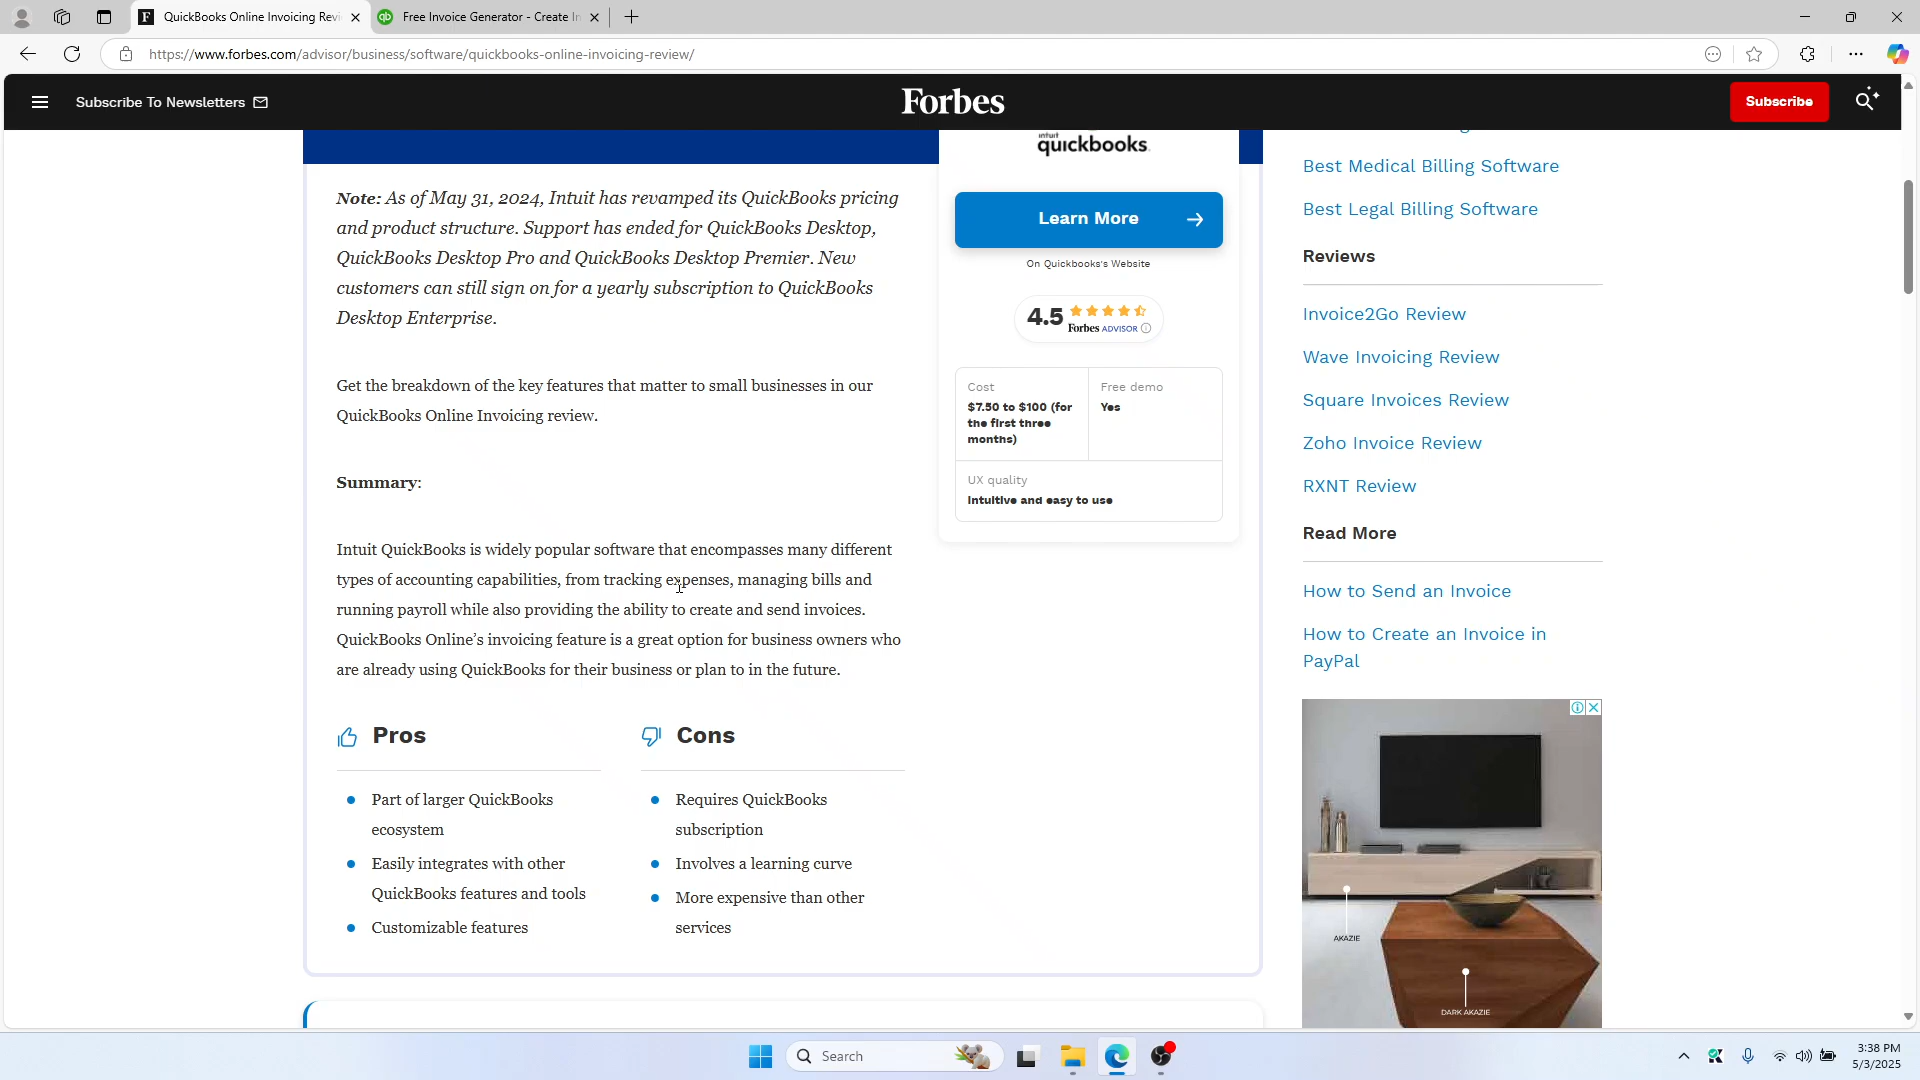 QuickBooks Online Invoicing Revi
Free Invoice Generator - Create In
https://www.forbes.com/advisor/business/software/quickbooks-online-invoicing-review/
Subscribe To Newsletters
Forbes
Subscribe
intuit
quickbooks.
Note: As of May 31, 2024, Intuit has revamped its QuickBooks pricing
and product structure. Support has ended for QuickBooks Desktop,
QuickBooks Desktop Pro and QuickBooks Desktop Premier. New
customers can still sign on for a yearly subscription to QuickBooks
Desktop Enterprise.
Get the breakdown of the key features that matter to small businesses in our
QuickBooks Online Invoicing review.
Summary:
Intuit QuickBooks is widely popular software that encompasses many different
types of accounting capabilities, from tracking expenses, managing bills and
running payroll while also providing the ability to create and send invoices.
QuickBooks Online’s invoicing feature is a great option for business owners who
are already using QuickBooks for their business or plan to in the future.
Pros
Part of larger QuickBooks
ecosystem
Easily integrates with other
QuickBooks features and tools
Customizable features
Cons
Requires QuickBooks
subscription
Involves a learning curve
More expensive than other
services
Learn More
On Quickbooks's Website
4.5
Forbes ADVISOR
Cost
$7.50 to $100 (for
the first three
months)
Free demo
Yes
UX quality
Intuitive and easy to use
Best Medical Billing Software
Best Legal Billing Software
Reviews
Invoice2Go Review
Wave Invoicing Review
Square Invoices Review
Zoho Invoice Review
RXNT Review
Read More
How to Send an Invoice
How to Create an Invoice in
PayPal
AKAZIE
DARK AKAZIE
Search
3:38 PM
5/3/2025